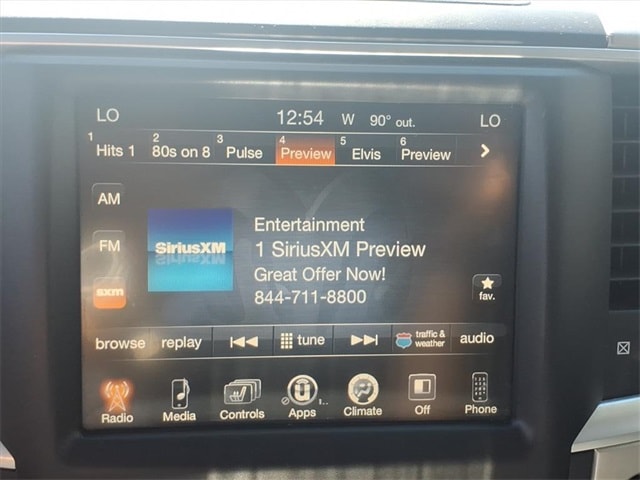 LO 12:54 W 90° out. LO
1 Hits 1 2 80s on 8 3 Pulse 4 Preview 5 Elvis 6 Preview
AM
FM
sxm
SiriusXM
Entertainment
1 SiriusXM Preview
Great Offer Now!
844-711-8800
fav.
browse replay tune traffic & weather audio
Radio Media Controls Apps Climate Off Phone